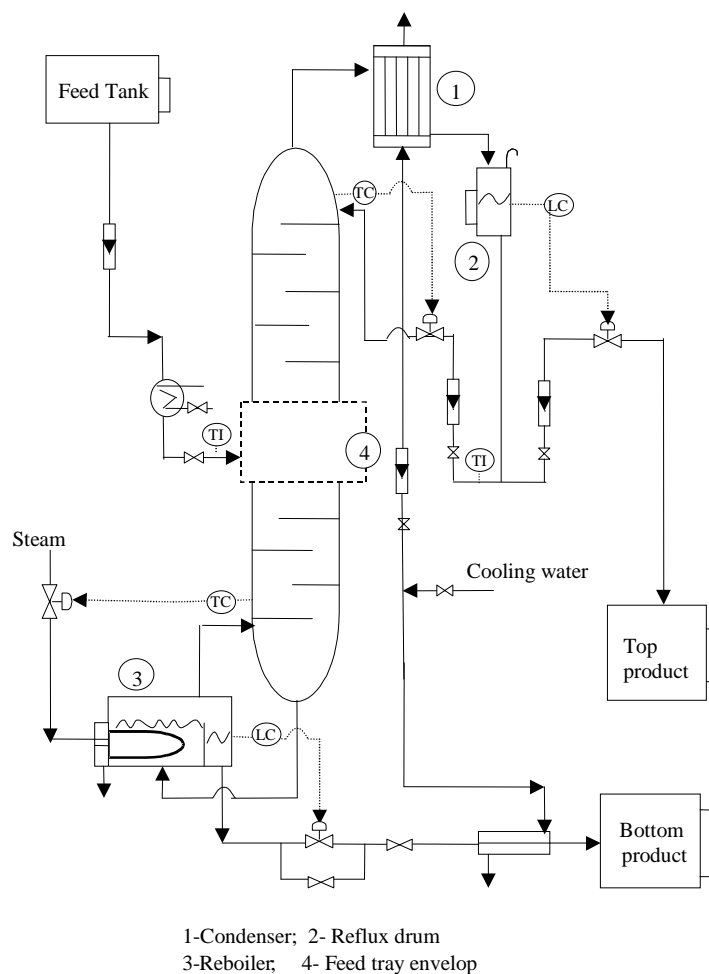 Feed Tank
1
TC
LC
2
TI
4
TI
Steam
Cooling water
TC
Top
product
3
LC
Bottom
product
1-Condenser; 2- Reflux drum
3-Reboiler; 4- Feed tray envelop